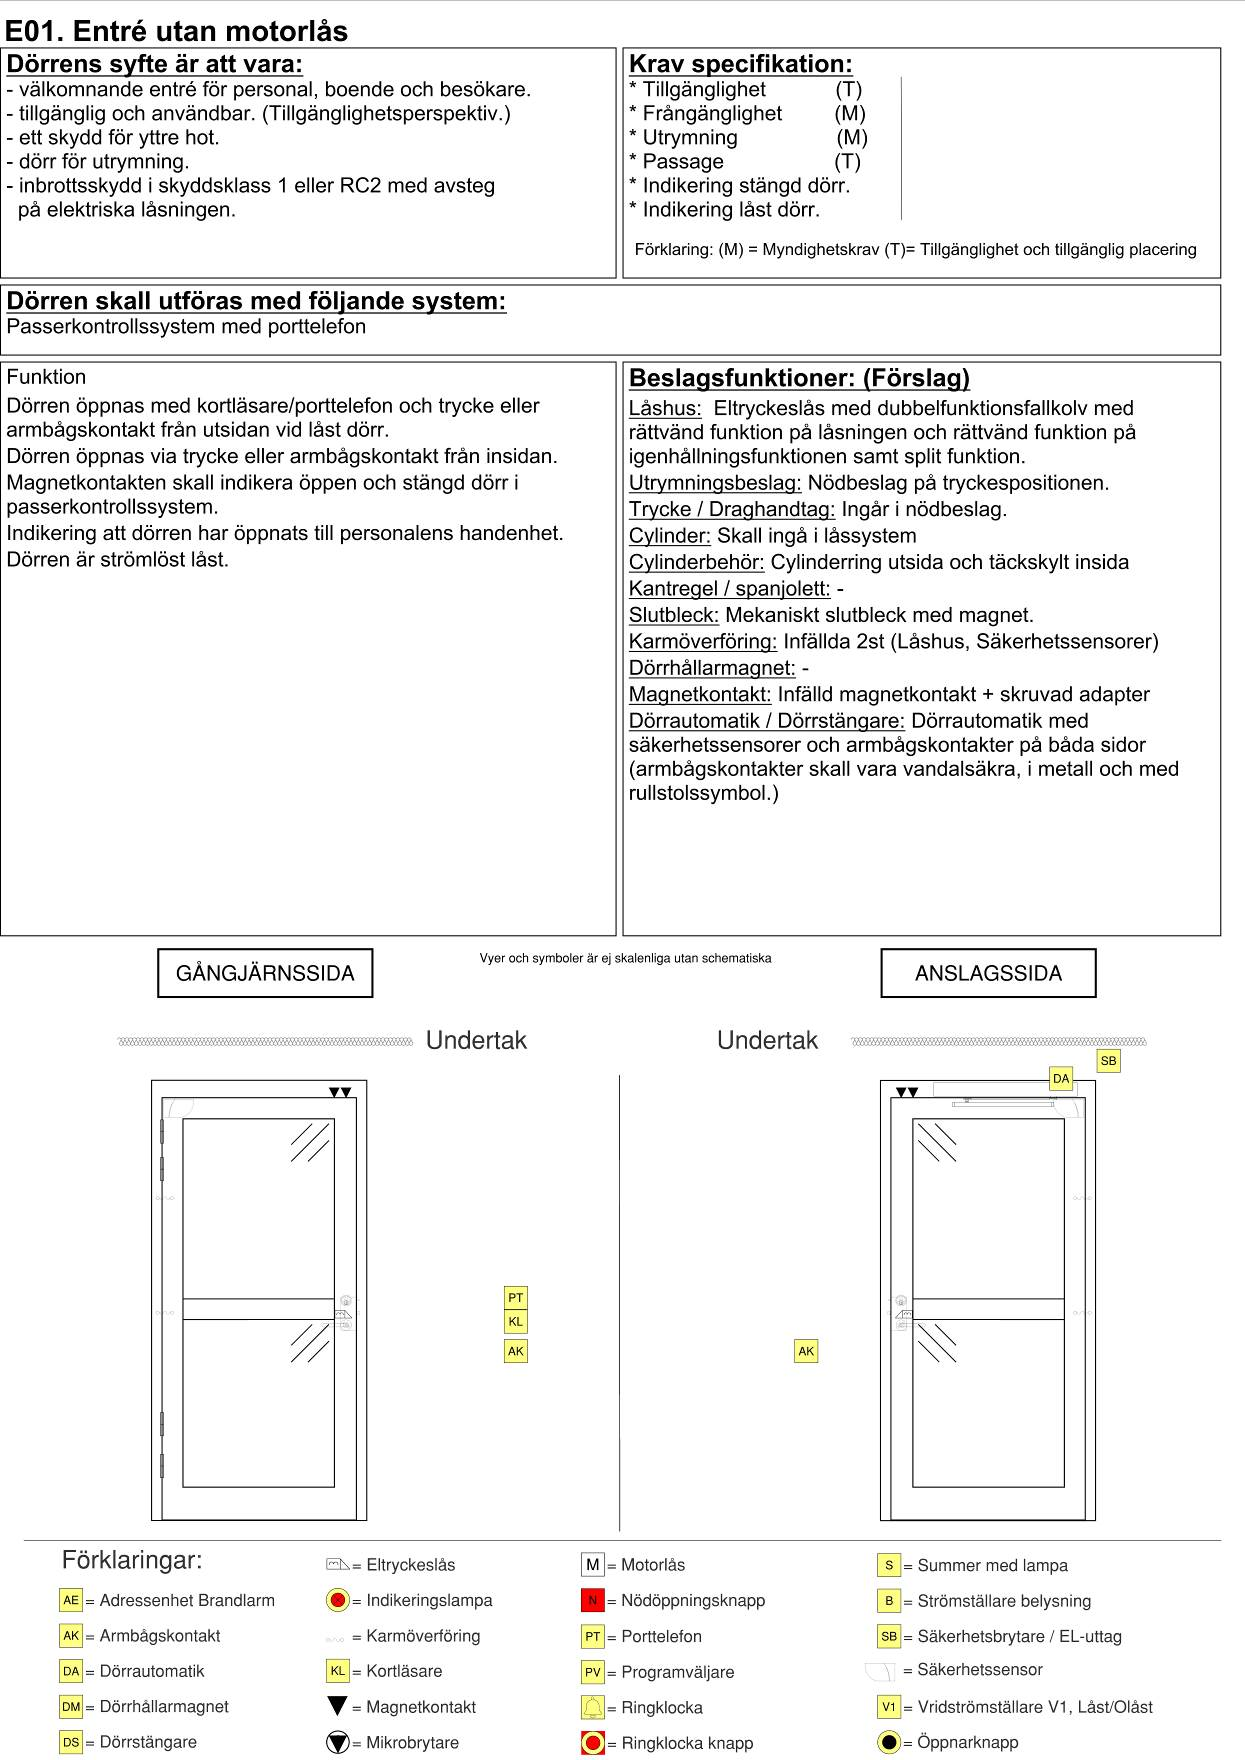 E01. Entré utan motorlås
Dörrens syfte är att vara:
- välkomnande entré för personal, boende och besökare.
- tillgänglig och användbar. (Tillgänglighetsperspektiv.)
- ett skydd för yttre hot.
- dörr för utrymning.
- inbrottsskydd i skyddsklass 1 eller RC2 med avsteg
på elektriska låsningen.
Krav specifikation:
* Tillgänglighet (T)
* Frångänglighet (M)
* Utrymning (M)
* Passage (T)
* Indikering stängd dörr.
* Indikering låst dörr.
Förklaring: (M) = Myndighetskrav (T)= Tillgänglighet och tillgänglig placering
Dörren skall utföras med följande system:
Passerkontrollssystem med porttelefon
Funktion
Dörren öppnas med kortläsare/porttelefon och trycke eller
armbågskontakt från utsidan vid låst dörr.
Dörren öppnas via trycke eller armbågskontakt från insidan.
Magnetkontakten skall indikera öppen och stängd dörr i
passerkontrollssystem.
Indikering att dörren har öppnats till personalens handenhet.
Dörren är strömlöst låst.
Beslagsfunktioner: (Förslag)
Låshus: Eltryckeslås med dubbelfunktionsfallkolv med
rättvänd funktion på låsningen och rättvänd funktion på
igenhållningsfunktionen samt split funktion.
Utrymningsbeslag: Nödbeslag på tryckespositionen.
Trycke / Draghandtag: Ingår i nödbeslag.
Cylinder: Skall ingå i låssystem
Cylinderbehör: Cylinderring utsida och täckskylt insida
Kantregel / spanjolett: -
Slutbleck: Mekaniskt slutbleck med magnet.
Karmöverföring: Infällda 2st (Låshus, Säkerhetssensorer)
Dörrhållarmagnet: -
Magnetkontakt: Infälld magnetkontakt + skruvad adapter
Dörrautomatik / Dörrstängare: Dörrautomatik med
säkerhetssensorer och armbågskontakter på båda sidor
(armbågskontakter skall vara vandalsäkra, i metall och med
rullstolssymbol.)
GÅNGJÄRNSSIDA
Vyer och symboler är ej skalenliga utan schematiska
ANSLAGSSIDA
Undertak
Undertak
SB
DA
PT
KL
AK
AK
Förklaringar:
AE = Adressenhet Brandlarm
AK = Armbågskontakt
DA = Dörrautomatik
DM = Dörrhållarmagnet
DS = Dörrstängare
= Eltryckeslås
= Indikeringslampa
= Karmöverföring
KL = Kortläsare
= Magnetkontakt
= Mikrobrytare
M = Motorlås
N = Nödöppningsknapp
PT = Porttelefon
PV = Programväljare
= Ringklocka
= Ringklocka knapp
S = Summer med lampa
B = Strömställare belysning
SB = Säkerhetsbrytare / EL-uttag
= Säkerhetssensor
V1 = Vridströmställare V1, Låst/Olåst
= Öppnarknapp